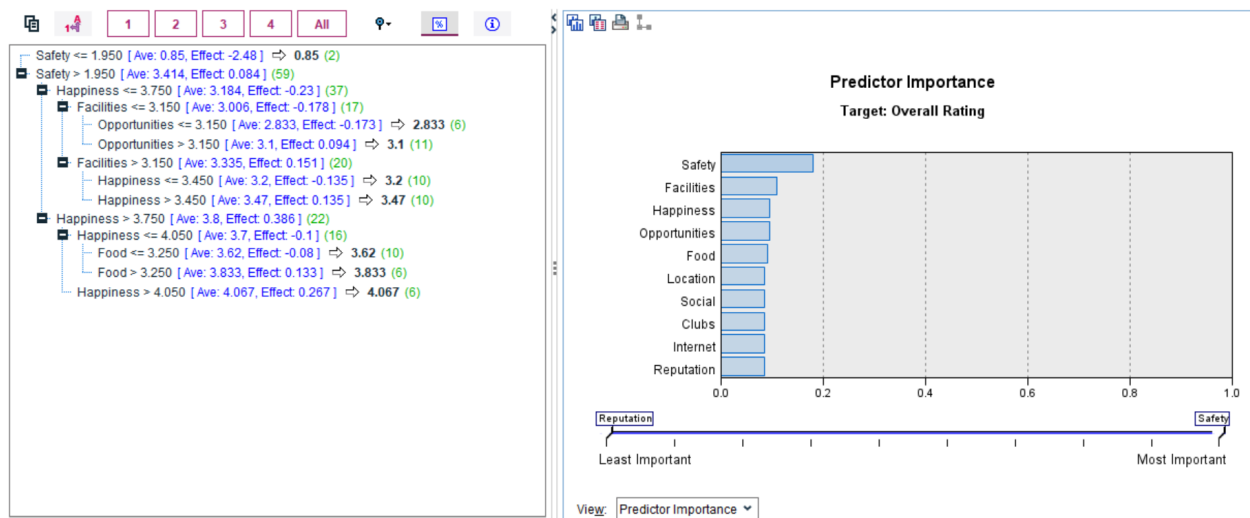 1 2 3 4 All
Safety <= 1.950 [ Ave: 0.85, Effect: -2.48 ] ⇨ 0.85 (2)
Safety > 1.950 [ Ave: 3.414, Effect: 0.084 ] (59)
Happiness <= 3.750 [ Ave: 3.184, Effect: -0.23 ] (37)
Facilities <= 3.150 [ Ave: 3.006, Effect: -0.178 ] (17)
Opportunities <= 3.150 [ Ave: 2.833, Effect: -0.173 ] ⇨ 2.833 (6)
Opportunities > 3.150 [ Ave: 3.1, Effect: 0.094 ] ⇨ 3.1 (11)
Facilities > 3.150 [ Ave: 3.335, Effect: 0.151 ] (20)
Happiness <= 3.450 [ Ave: 3.2, Effect: -0.135 ] ⇨ 3.2 (10)
Happiness > 3.450 [ Ave: 3.47, Effect: 0.135 ] ⇨ 3.47 (10)
Happiness > 3.750 [ Ave: 3.8, Effect: 0.386 ] (22)
Happiness <= 4.050 [ Ave: 3.7, Effect: -0.1 ] (16)
Food <= 3.250 [ Ave: 3.62, Effect: -0.08 ] ⇨ 3.62 (10)
Food > 3.250 [ Ave: 3.833, Effect: 0.133 ] ⇨ 3.833 (6)
Happiness > 4.050 [ Ave: 4.067, Effect: 0.267 ] ⇨ 4.067 (6)
Predictor Importance
Target: Overall Rating
Safety
Facilities
Happiness
Opportunities
Food
Location
Social
Clubs
Internet
Reputation
0.0 0.2 0.4 0.6 0.8 1.0
Reputation Safety
Least Important Most Important
View: Predictor Importance